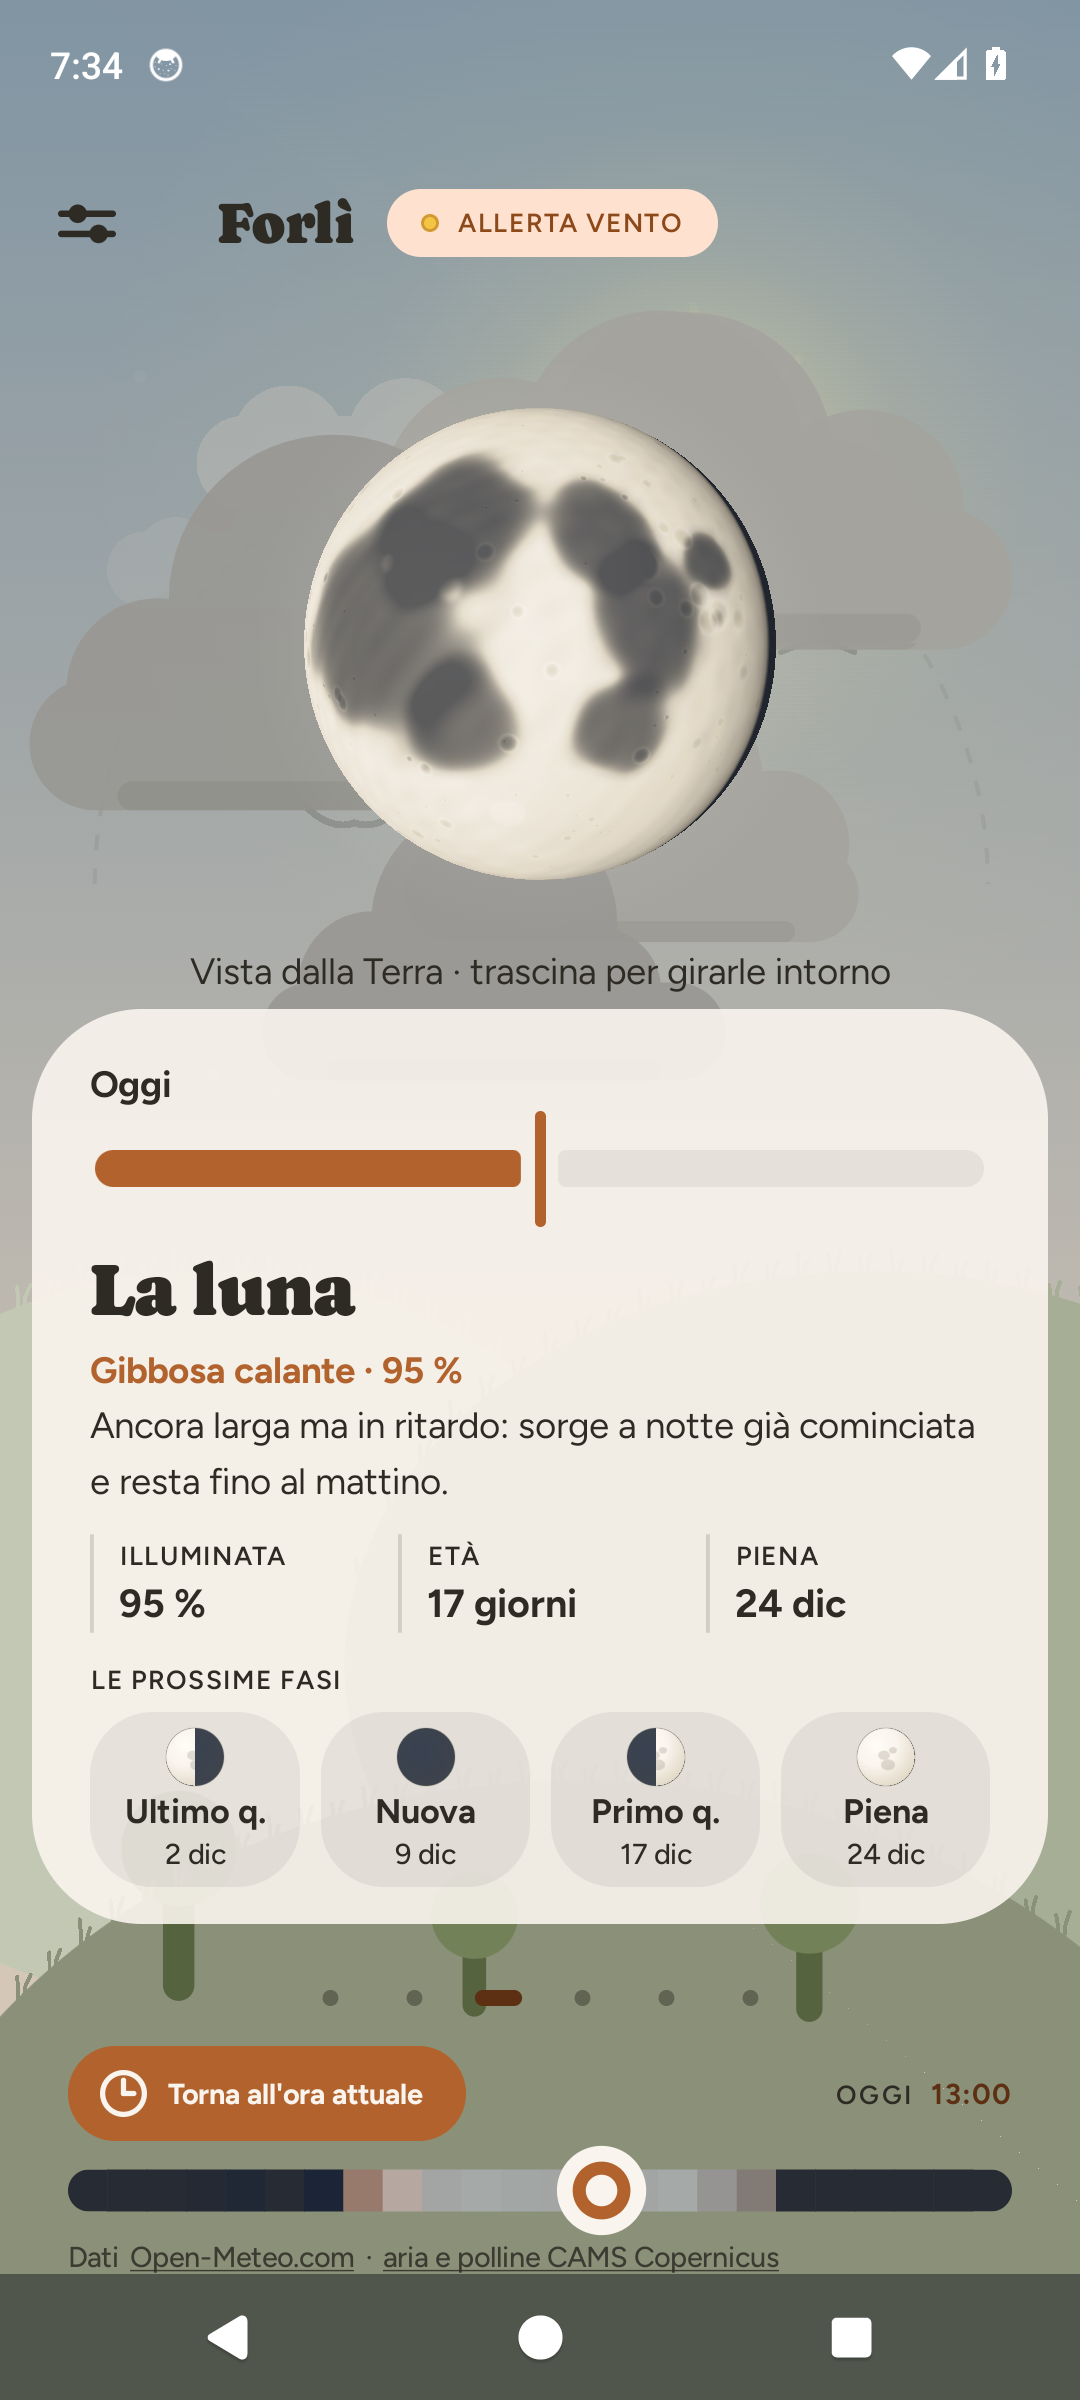 7:34
Forlì
ALLERTA VENTO
Vista dalla Terra · trascina per girarle intorno
Oggi
La luna
Gibbosa calante · 95 %
Ancora larga ma in ritardo: sorge a notte già cominciata
e resta fino al mattino.
ILLUMINATA ETÀ PIENA
95 % 17 giorni 24 dic
LE PROSSIME FASI
Ultimo q. Nuova Primo q. Piena
2 dic 9 dic 17 dic 24 dic
Torna all'ora attuale OGGI 13:00
Dati Open-Meteo.com · aria e polline CAMS Copernicus